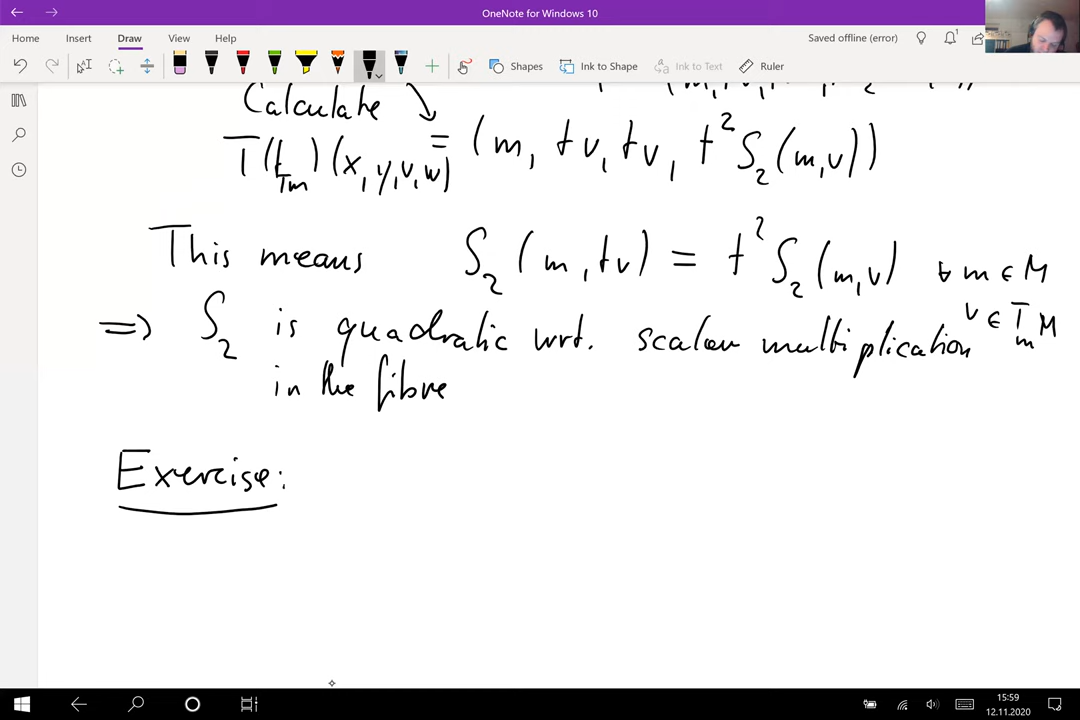 OneNote for Windows 10
Home Insert Draw View Help Saved offline (error)
Shapes Ink to Shape Ink to Text Ruler
Calculate
T(t_{Tm})(x,y,v,w) = (m, tv, tv, t² S₂(m,v))
This means S₂(m,tv) = t² S₂(m,v) ∀ m ∈ M
v ∈ T_m M
⇒ S₂ is quadratic wrt. scalar multiplication
in the fibre
Exercise:
15:59
12.11.2020